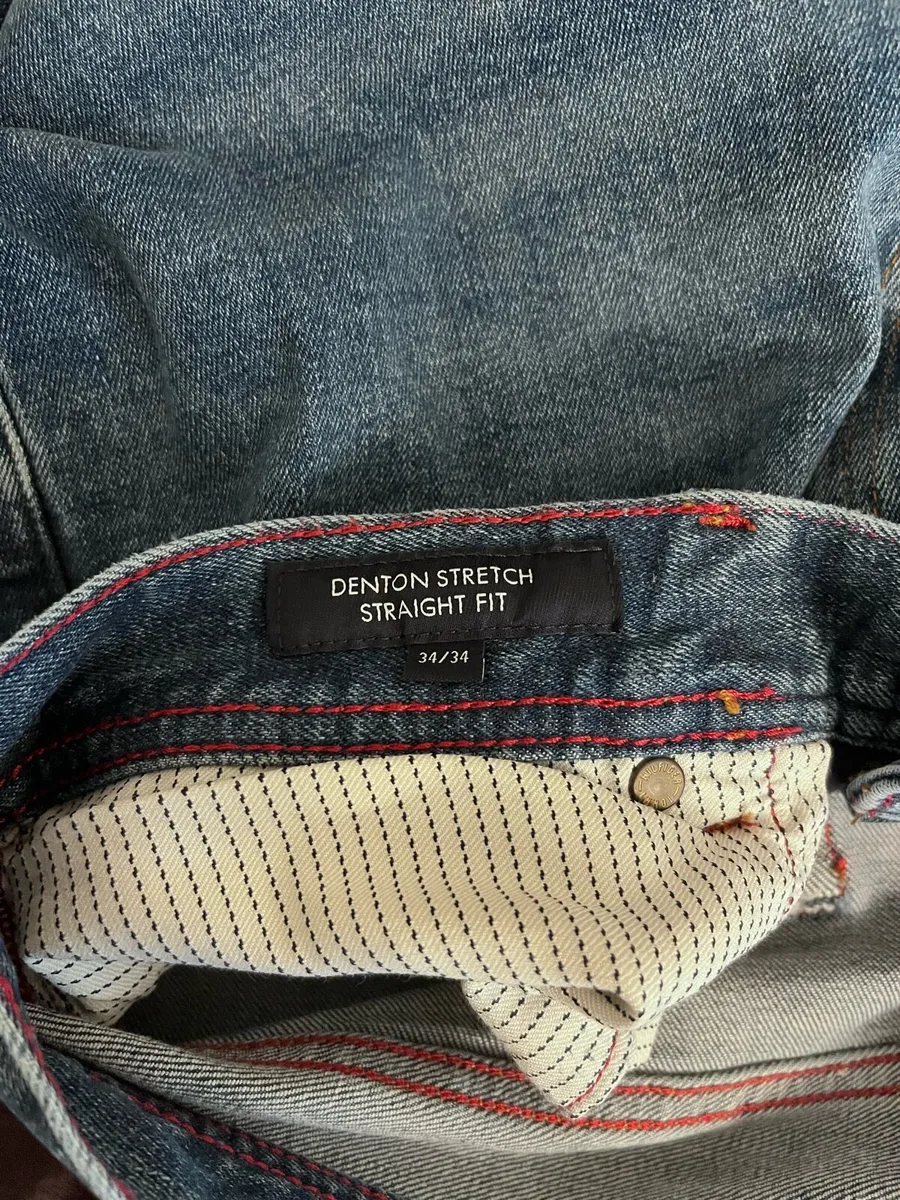 DENTON STRETCH
STRAIGHT FIT
34/34